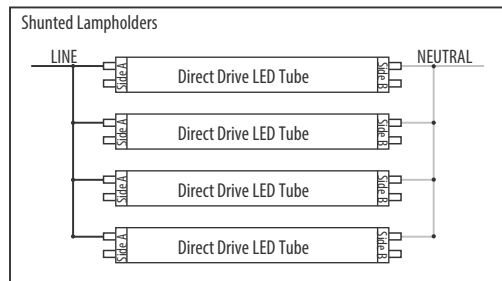 Shunted Lampholders
LINE
NEUTRAL
Side A
Direct Drive LED Tube
Side B
Side A
Direct Drive LED Tube
Side B
Side A
Direct Drive LED Tube
Side B
Side A
Direct Drive LED Tube
Side B